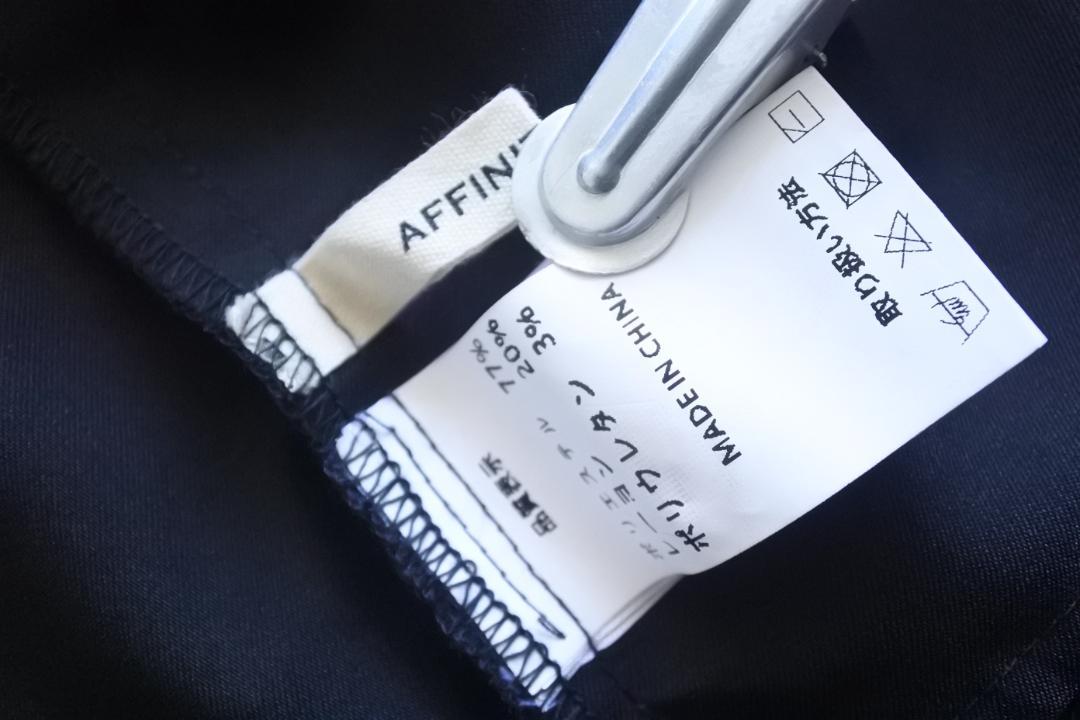 AFFINI
品質表示
ポリエステル 77%
レーヨン 20%
ポリウレタン 3%
MADE IN CHINA
取り扱い方法